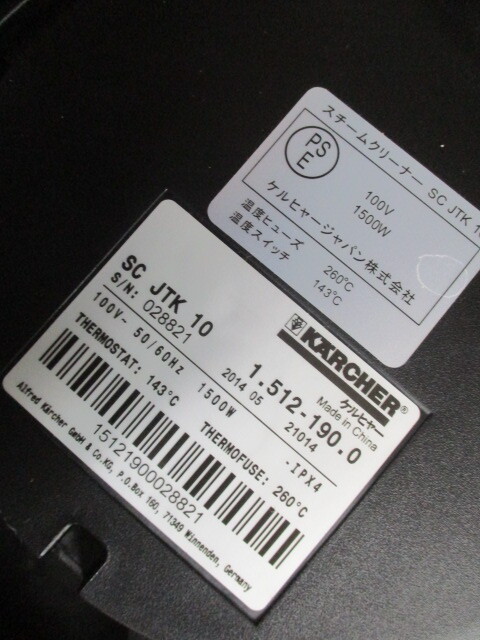 スチームクリーナー SC JTK 1
PS
E
100V
1500W
ケルヒャージャパン株式会社
温度ヒューズ 260℃
温度スイッチ 143℃
SC JTK 10
S/N: 028821
KÄRCHER®
ケルヒャー
Made in China
2014.05 1.512-190.0
21014
100V~ 50/60Hz 1500W .IPX4
THERMOSTAT: 143°C THERMOFUSE: 260°C
15121900028821
Alfred Kärcher GmbH & Co.KG, P.O.Box 160, 71349 Winnenden, Germany